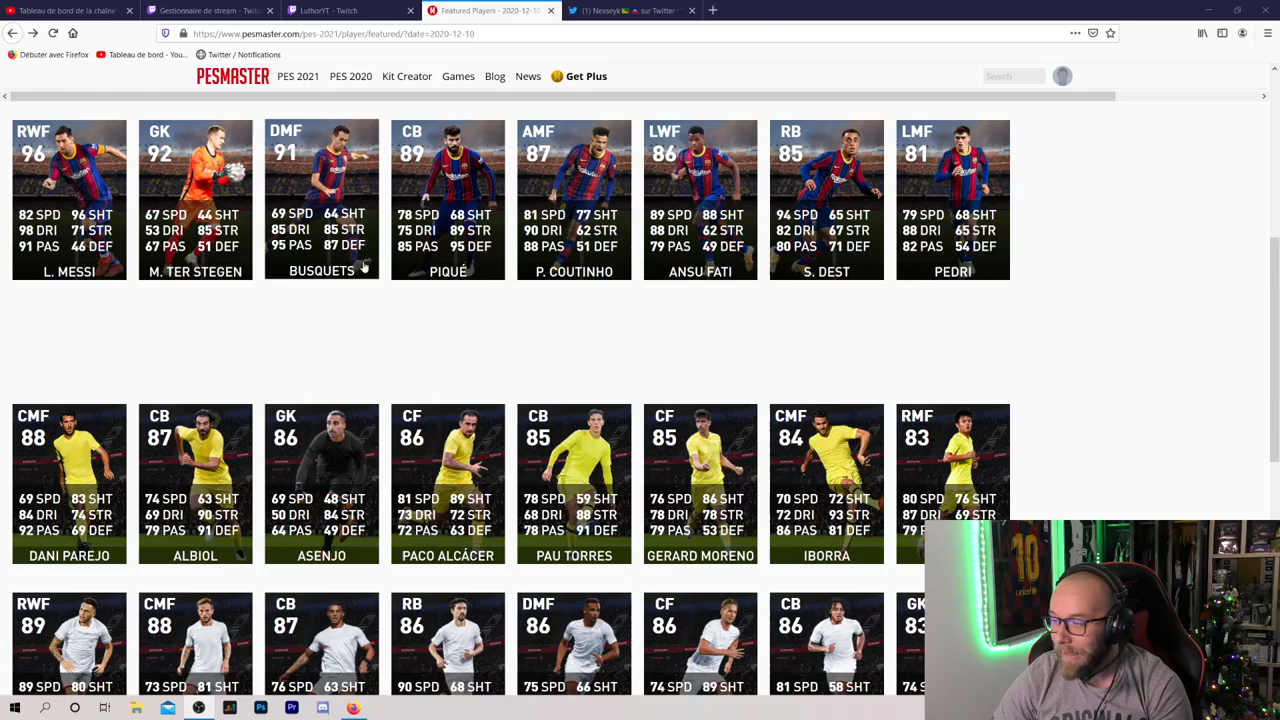 Tableau de bord de la chaîne Gestionnaire de stream - Twitc LuthorYT - Twitch Featured Players - 2020-12-10 (1) Nexseyk sur Twitter :
https://www.pesmaster.com/pes-2021/player/featured/?date=2020-12-10
Débuter avec Firefox Tableau de bord - You... Twitter / Notifications
PESMASTER PES 2021 PES 2020 Kit Creator Games Blog News Get Plus Search
RWF GK DMF CB AMF LWF RB LMF
96 92 91 89 87 86 85 81
82 SPD 96 SHT 67 SPD 44 SHT 69 SPD 64 SHT 78 SPD 68 SHT 81 SPD 77 SHT 89 SPD 88 SHT 94 SPD 65 SHT 79 SPD 68 SHT
98 DRI 71 STR 53 DRI 85 STR 85 DRI 85 STR 75 DRI 89 STR 90 DRI 62 STR 88 DRI 62 STR 82 DRI 67 STR 88 DRI 65 STR
91 PAS 46 DEF 67 PAS 51 DEF 95 PAS 87 DEF 85 PAS 95 DEF 88 PAS 54 DEF 79 PAS 49 DEF 80 PAS 71 DEF 82 PAS 54 DEF
L. MESSI M. TER STEGEN BUSQUETS PIQUÉ P. COUTINHO ANSU FATI S. DEST PEDRI
CMF CB GK CF CB CF CMF RMF
88 87 86 86 85 85 84 83
69 SPD 83 SHT 74 SPD 63 SHT 69 SPD 48 SHT 81 SPD 89 SHT 78 SPD 59 SHT 76 SPD 86 SHT 70 SPD 72 SHT 80 SPD 76 SHT
84 DRI 74 STR 69 DRI 90 STR 50 DRI 84 STR 73 DRI 72 STR 68 DRI 88 STR 78 DRI 78 STR 72 DRI 93 STR 87
92 PAS 69 DEF 79 PAS 91 DEF 64 PAS 49 DEF 72 PAS 63 DEF 78 PAS 91 DEF 79 PAS 53 DEF 86 PAS 81 DEF 79
DANI PAREJO ALBIOL ASENJO PACO ALCÁCER PAU TORRES GERARD MORENO IBORRA
RWF CMF CB RB DMF CF CB GK
89 88 87 86 86 86 86 83
89 SPD 80 SHT 73 SPD 81 SHT 76 SPD 63 SHT 90 SPD 68 SHT 75 SPD 66 SHT 74 SPD 89 SHT 81 SPD 58 SHT 74
10
unicef
ORIGINAL